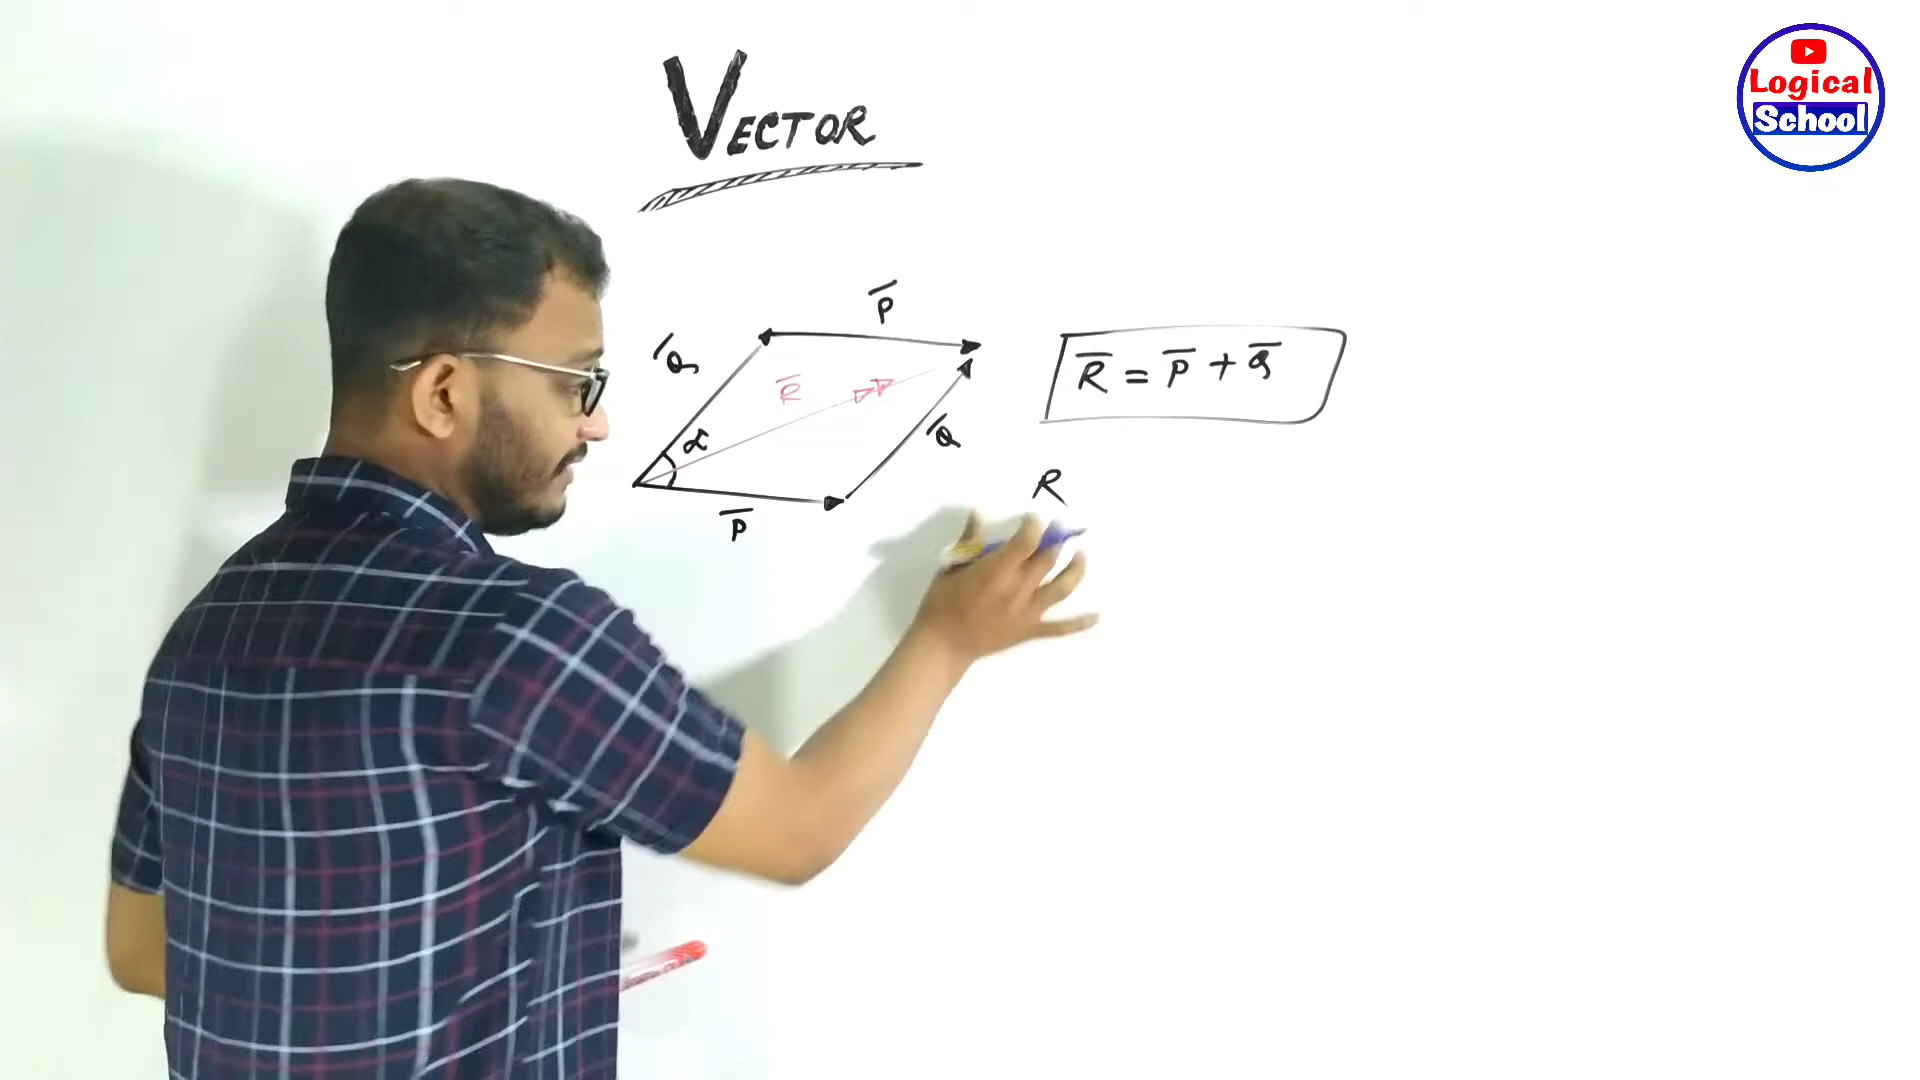 VECTOR
Logical
School
P̅
Q̅
R̅
R̅ = P̅ + Q̅
α
Q̅
R
P̅